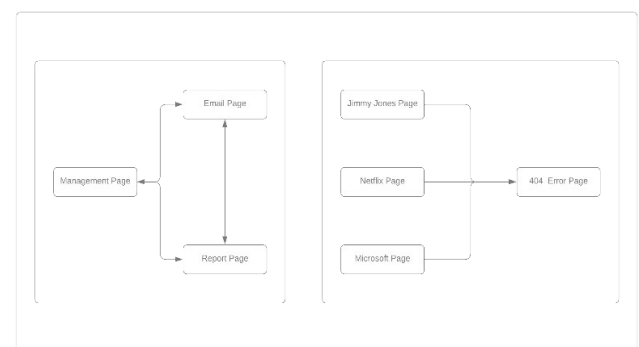 Email Page
Management Page
Report Page
Jimmy Jones Page
Netflix Page
404 Error Page
Microsoft Page